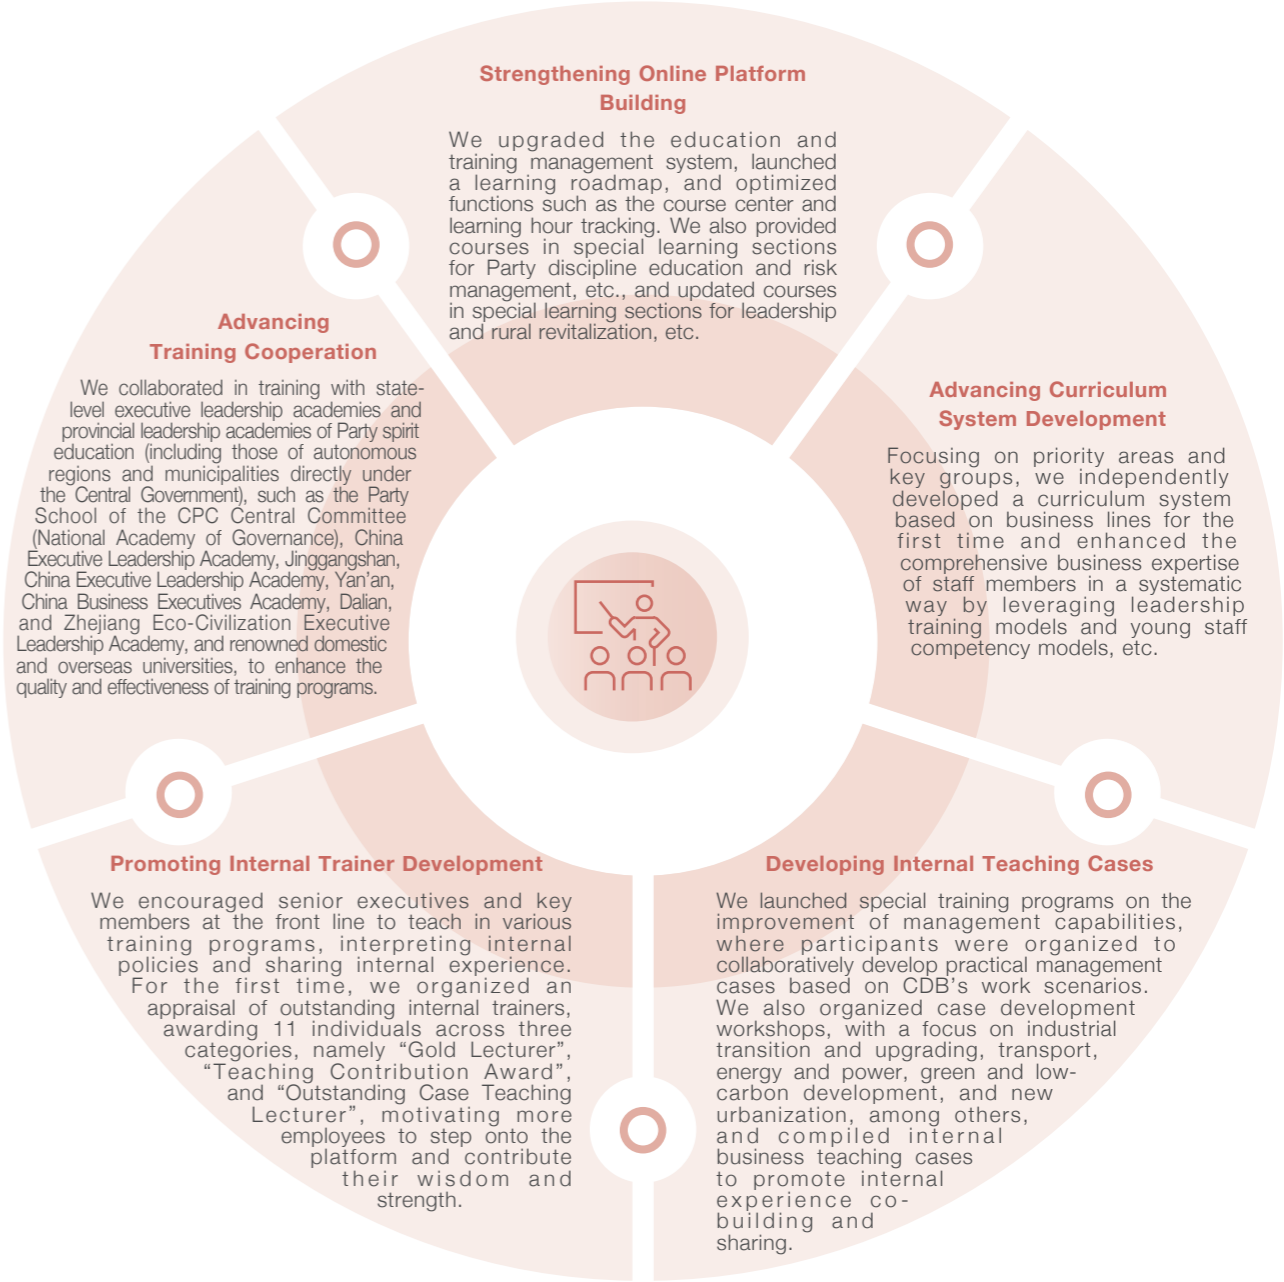 Strengthening Online Platform
Building
We upgraded the education and
training management system, launched
a learning roadmap, and optimized
functions such as the course center and
learning hour tracking. We also provided
courses in special learning sections
for Party discipline education and risk
management, etc., and updated courses
in special learning sections for leadership
and rural revitalization, etc.
Advancing
Training Cooperation
We collaborated in training with state-
level executive leadership academies and
provincial leadership academies of Party spirit
education (including those of autonomous
regions and municipalities directly under
the Central Government), such as the Party
School of the CPC Central Committee
(National Academy of Governance), China
Executive Leadership Academy, Jinggangshan,
China Executive Leadership Academy, Yan’an,
China Business Executives Academy, Dalian,
and Zhejiang Eco-Civilization Executive
Leadership Academy, and renowned domestic
and overseas universities, to enhance the
quality and effectiveness of training programs.
Advancing Curriculum
System Development
Focusing on priority areas and
key groups, we independently
developed a curriculum system
based on business lines for the
first time and enhanced the
comprehensive business expertise
of staff members in a systematic
way by leveraging leadership
training models and young staff
competency models, etc.
Promoting Internal Trainer Development
We encouraged senior executives and key
members at the front line to teach in various
training programs, interpreting internal
policies and sharing internal experience.
For the first time, we organized an
appraisal of outstanding internal trainers,
awarding 11 individuals across three
categories, namely “Gold Lecturer”,
“Teaching Contribution Award”,
and “Outstanding Case Teaching
Lecturer”, motivating more
employees to step onto the
platform and contribute
their wisdom and
strength.
Developing Internal Teaching Cases
We launched special training programs on the
improvement of management capabilities,
where participants were organized to
collaboratively develop practical management
cases based on CDB’s work scenarios.
We also organized case development
workshops, with a focus on industrial
transition and upgrading, transport,
energy and power, green and low-
carbon development, and new
urbanization, among others,
and compiled internal
business teaching cases
to promote internal
experience co-
building and
sharing.